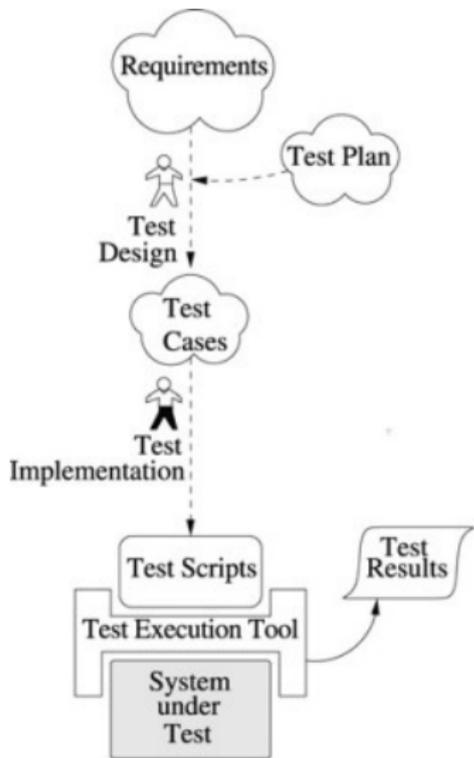 Requirements
Test Plan
Test
Design
Test
Cases
Test
Implementation
Test Scripts
Test
Results
Test Execution Tool
System
under
Test